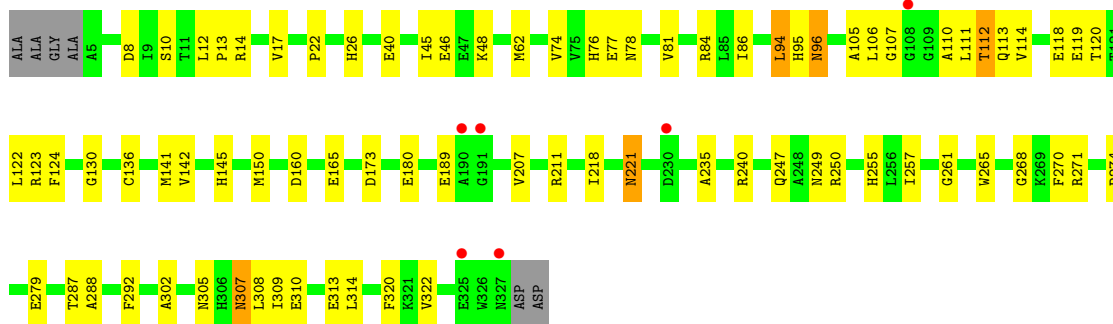 ALA ALA GLY ALA A5 D8 I9 S10 T11 L12 P13 R14 V17 P22 H26 E40 I45 E46 E47 K48 M62 V74 V75 H76 E77 N78 V81 R84 L85 I86 L94 H95 N96 A105 L106 G107 G108 G109 A110 L111 T112 Q113 V114 E118 E119 T120
L122 R123 F124 G130 C136 M141 V142 H145 M150 D160 E165 D173 E180 E189 A190 G191 V207 R211 I218 N221 D230 A235 R240 Q247 A248 N249 R250 H255 L256 I257 G261 W265 G268 K269 F270 R271
E279 T287 A288 F292 A302 N305 H306 N307 L308 I309 E310 E313 L314 F320 K321 V322 E325 W326 N327 ASP ASP